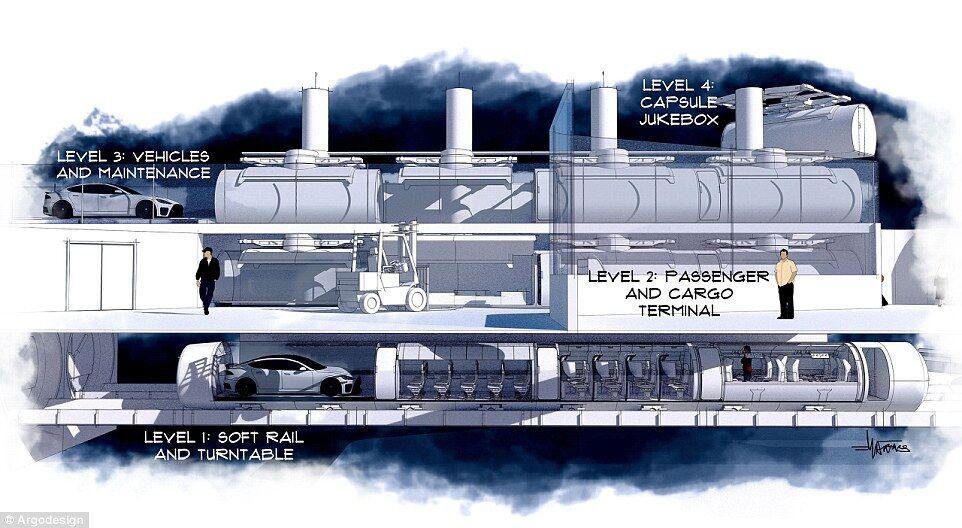 LEVEL 4:
CAPSULE
JUKEBOX
LEVEL 3: VEHICLES
AND MAINTENANCE
LEVEL 2: PASSENGER
AND CARGO
TERMINAL
LEVEL 1: SOFT RAIL
AND TURNTABLE
© Argodesign